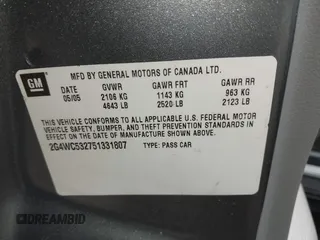 GM
MFD BY GENERAL MOTORS OF CANADA LTD.
DATE GVWR GAWR FRT GAWR RR
05/05 2106 KG 1143 KG 963 KG
4643 LB 2520 LB 2123 LB
THIS VEHICLE CONFORMS TO ALL APPLICABLE U.S. FEDERAL MOTOR
VEHICLE SAFETY, BUMPER, AND THEFT PREVENTION STANDARDS IN
EFFECT ON THE DATE OF MANUFACTURE SHOWN ABOVE.
2G4WC532751331807 TYPE: PASS CAR
© DREAMBID